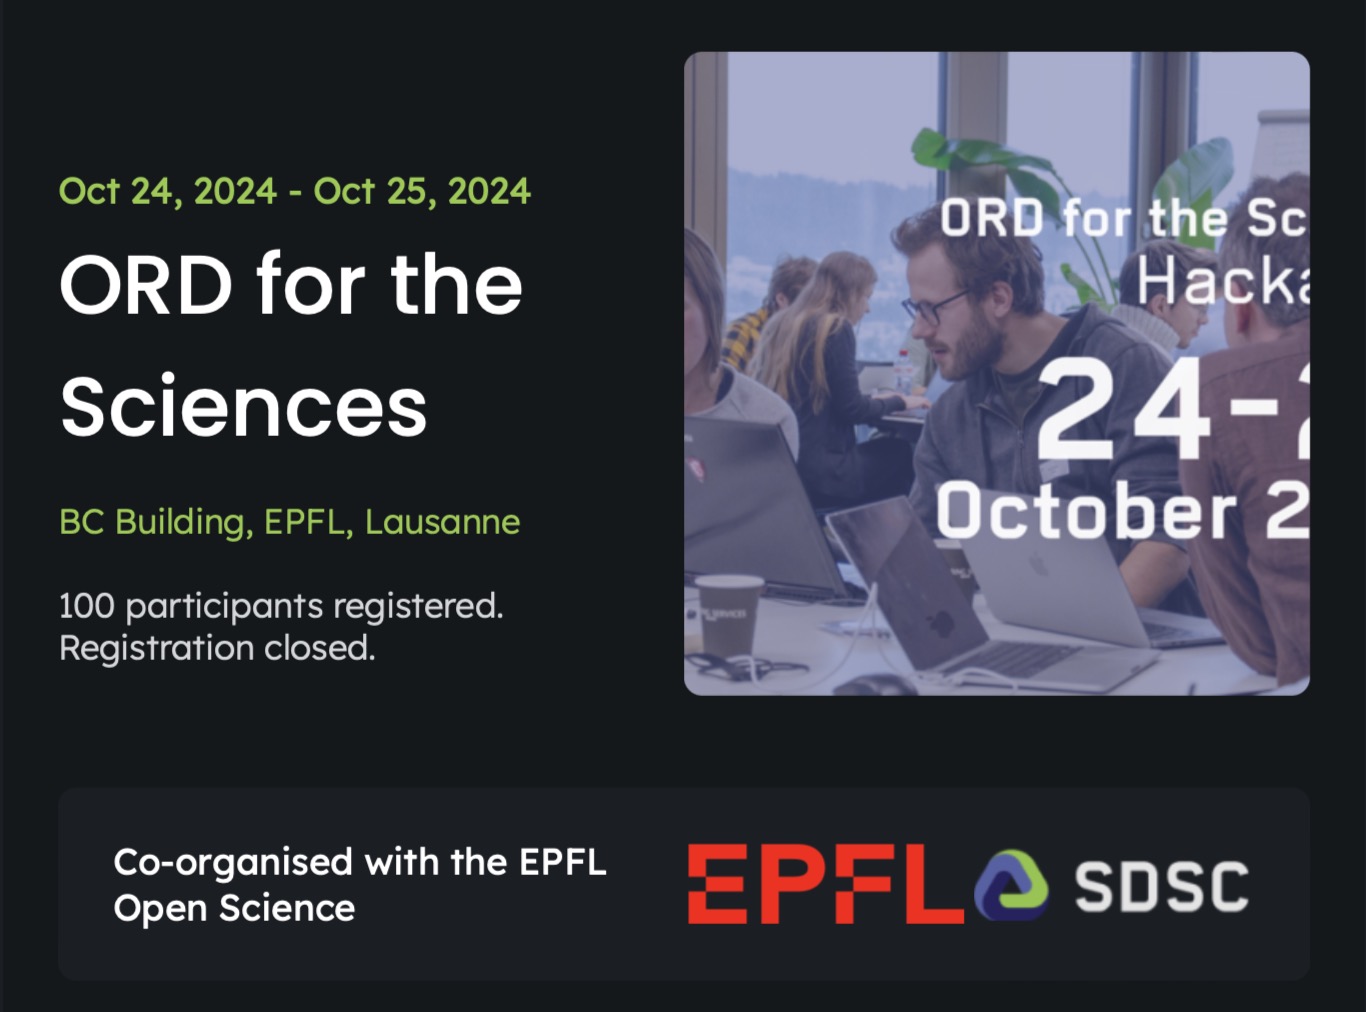 Oct 24, 2024 - Oct 25, 2024
ORD for the
Sciences
BC Building, EPFL, Lausanne
100 participants registered.
Registration closed.
ORD for the Sc
Hacka
24-2
October 2
Co-organised with the EPFL
Open Science
EPFL SDSC